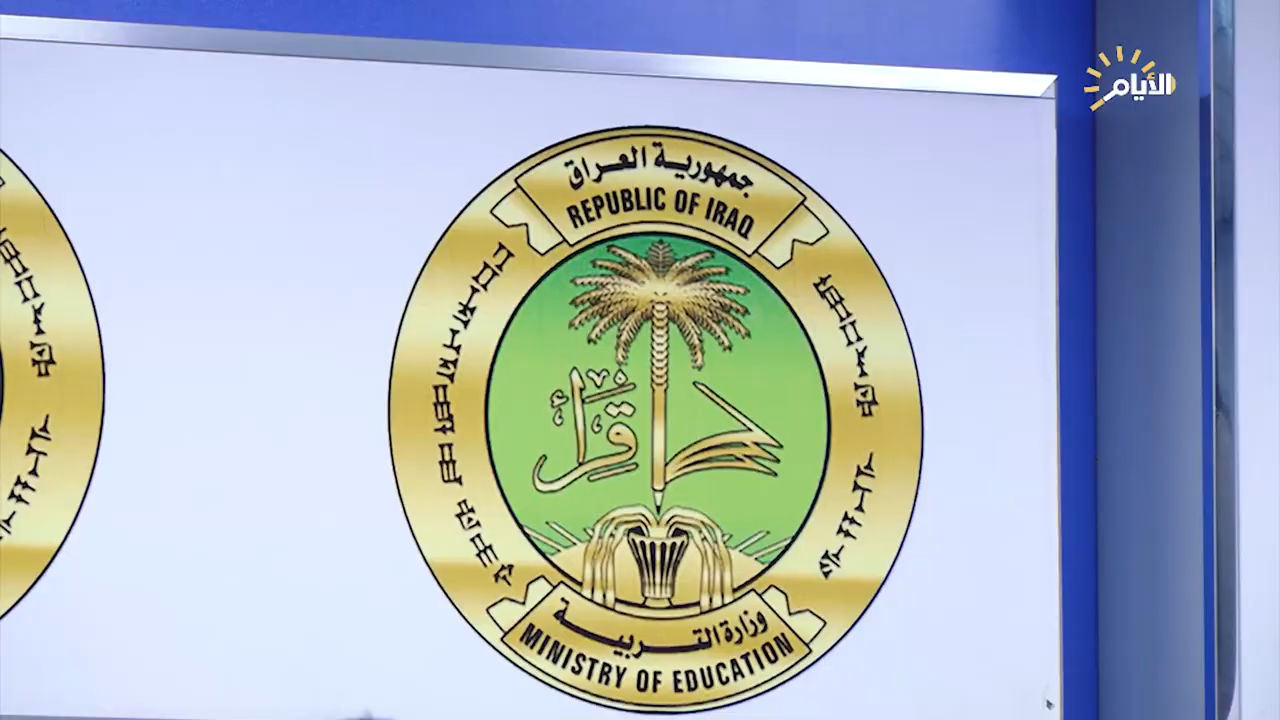 الأيام
جمهورية العراق
REPUBLIC OF IRAQ
اقرأ
وزارة التربية
MINISTRY OF EDUCATION